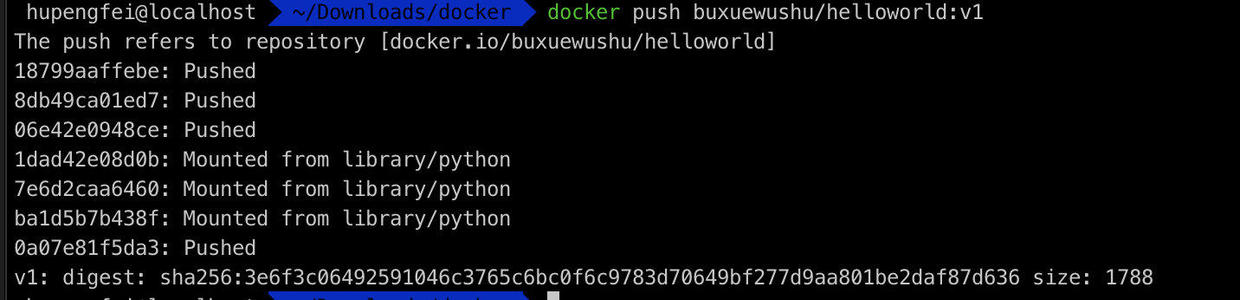 hupengfei@localhost ~/Downloads/docker docker push buxuewushu/helloworld:v1
The push refers to repository [docker.io/buxuewushu/helloworld]
18799aaffebe: Pushed
8db49ca01ed7: Pushed
06e42e0948ce: Pushed
1dad42e08d0b: Mounted from library/python
7e6d2caa6460: Mounted from library/python
ba1d5b7b438f: Mounted from library/python
0a07e81f5da3: Pushed
v1: digest: sha256:3e6f3c06492591046c3765c6bc0f6c9783d70649bf277d9aa801be2daf87d636 size: 1788